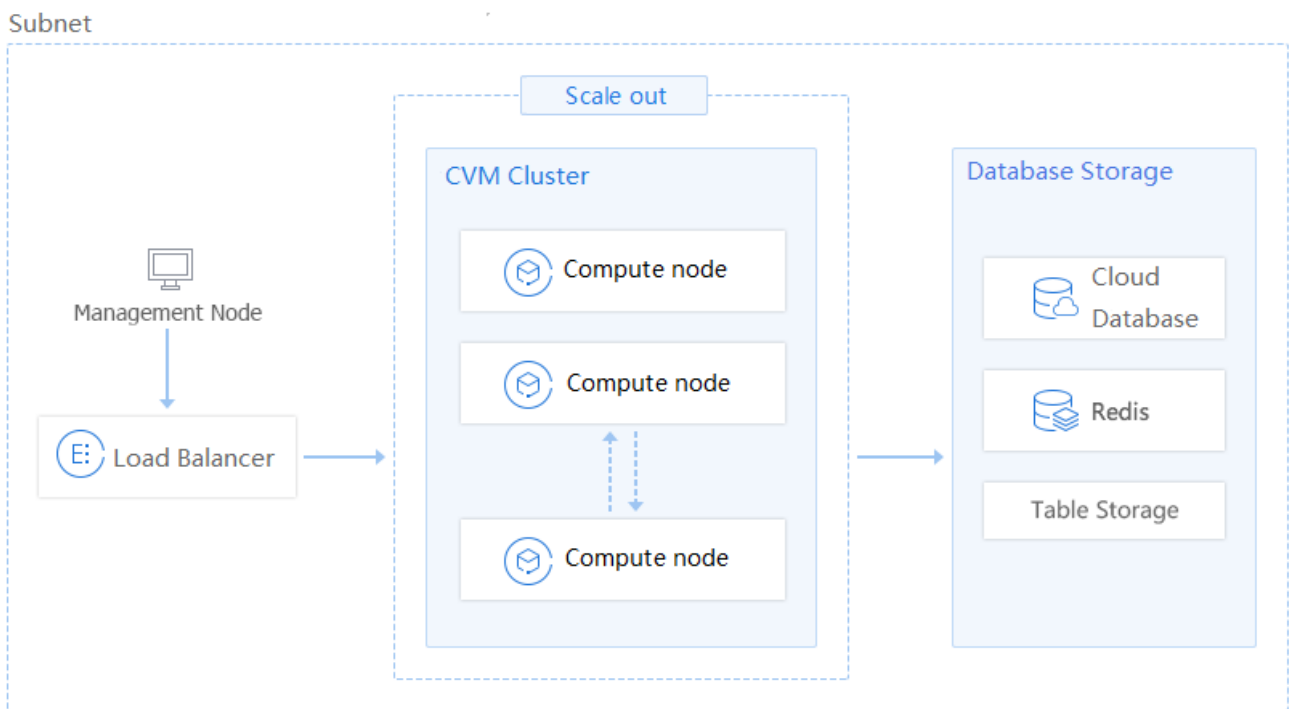 Subnet
Scale out
CVM Cluster
Compute node
Compute node
Compute node
Management Node
E:
Load Balancer
Database Storage
Cloud
Database
Redis
Table Storage